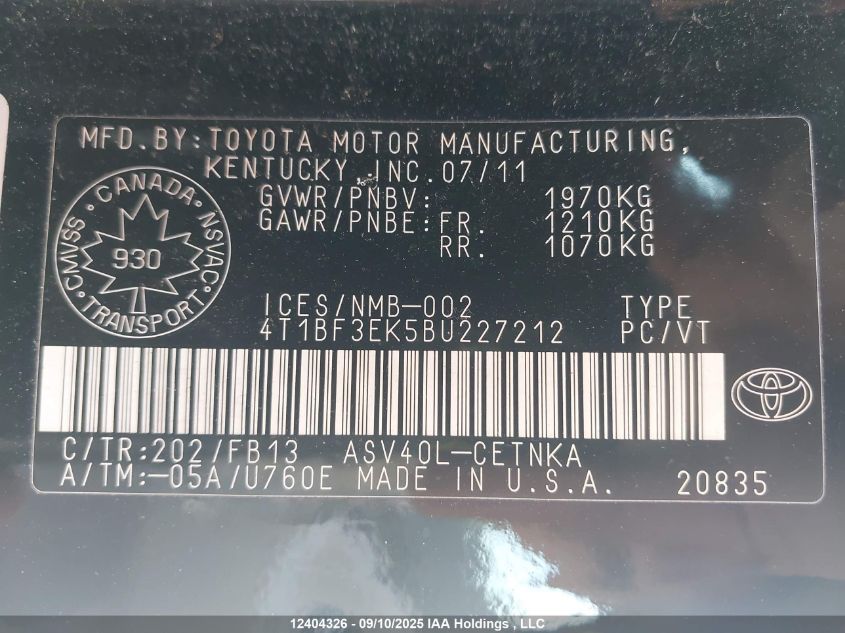 MFD.BY:TOYOTA MOTOR MANUFACTURING,
KENTUCKY,INC.07/11
GVWR/PNBV: 1970KG
GAWR/PNBE:FR. 1210KG
RR. 1070KG
CANADA
CMVSS 930 NSVAC
TRANSPORT
ICES/NMB-002 TYPE
4T1BF3EK5BU227212 PC/VT
C/TR:202/FB13 ASV40L-CETNKA
A/TM:-05A/U760E MADE IN U.S.A. 20835
12404326 - 09/10/2025 IAA Holdings , LLC